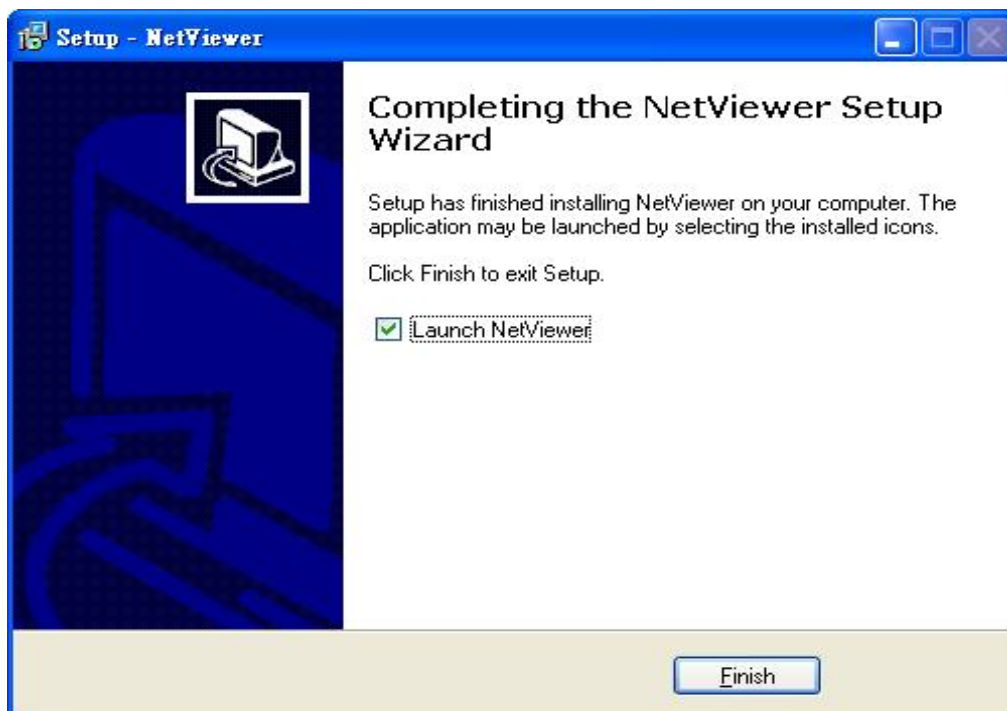 Setup - NetViewer
Completing the NetViewer Setup
Wizard
Setup has finished installing NetViewer on your computer. The
application may be launched by selecting the installed icons.
Click Finish to exit Setup.
Launch NetViewer
Finish